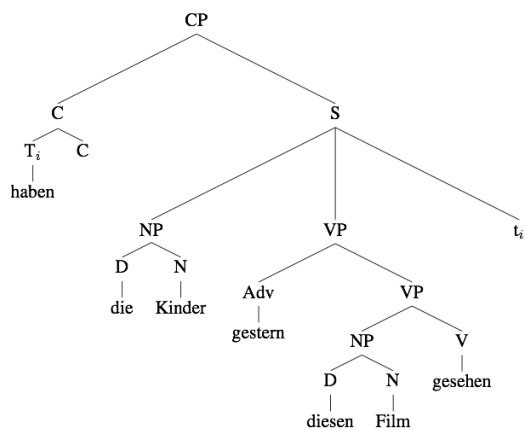 CP
C S
T_i C
haben
NP VP t_i
D N Adv VP
die Kinder gestern NP V
D N gesehen
diesen Film